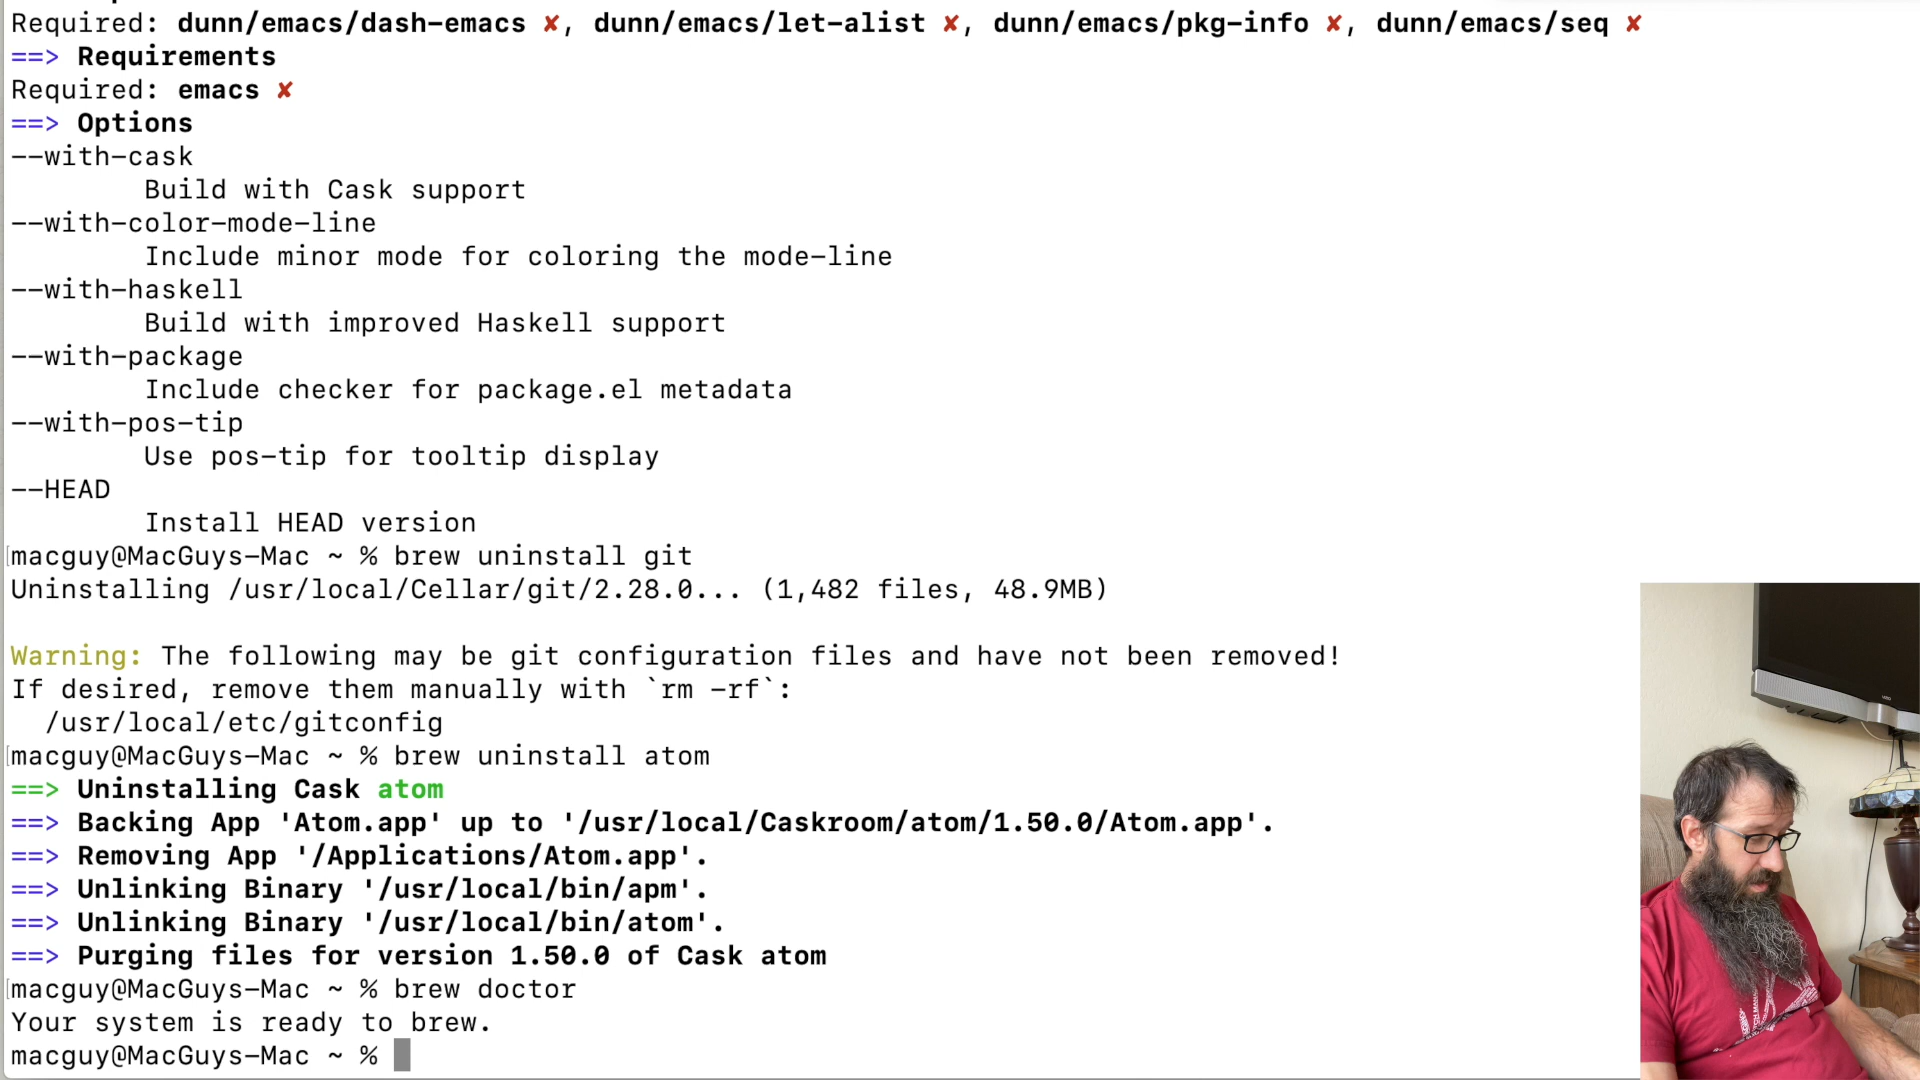 Required: dunn/emacs/dash-emacs ✘, dunn/emacs/let-alist ✘, dunn/emacs/pkg-info ✘, dunn/emacs/seq ✘
==> Requirements
Required: emacs ✘
==> Options
--with-cask
Build with Cask support
--with-color-mode-line
Include minor mode for coloring the mode-line
--with-haskell
Build with improved Haskell support
--with-package
Include checker for package.el metadata
--with-pos-tip
Use pos-tip for tooltip display
--HEAD
Install HEAD version
macguy@MacGuys-Mac ~ % brew uninstall git
Uninstalling /usr/local/Cellar/git/2.28.0... (1,482 files, 48.9MB)
Warning: The following may be git configuration files and have not been removed!
If desired, remove them manually with `rm -rf`:
/usr/local/etc/gitconfig
macguy@MacGuys-Mac ~ % brew uninstall atom
==> Uninstalling Cask atom
==> Backing App 'Atom.app' up to '/usr/local/Caskroom/atom/1.50.0/Atom.app'.
==> Removing App '/Applications/Atom.app'.
==> Unlinking Binary '/usr/local/bin/apm'.
==> Unlinking Binary '/usr/local/bin/atom'.
==> Purging files for version 1.50.0 of Cask atom
macguy@MacGuys-Mac ~ % brew doctor
Your system is ready to brew.
macguy@MacGuys-Mac ~ %